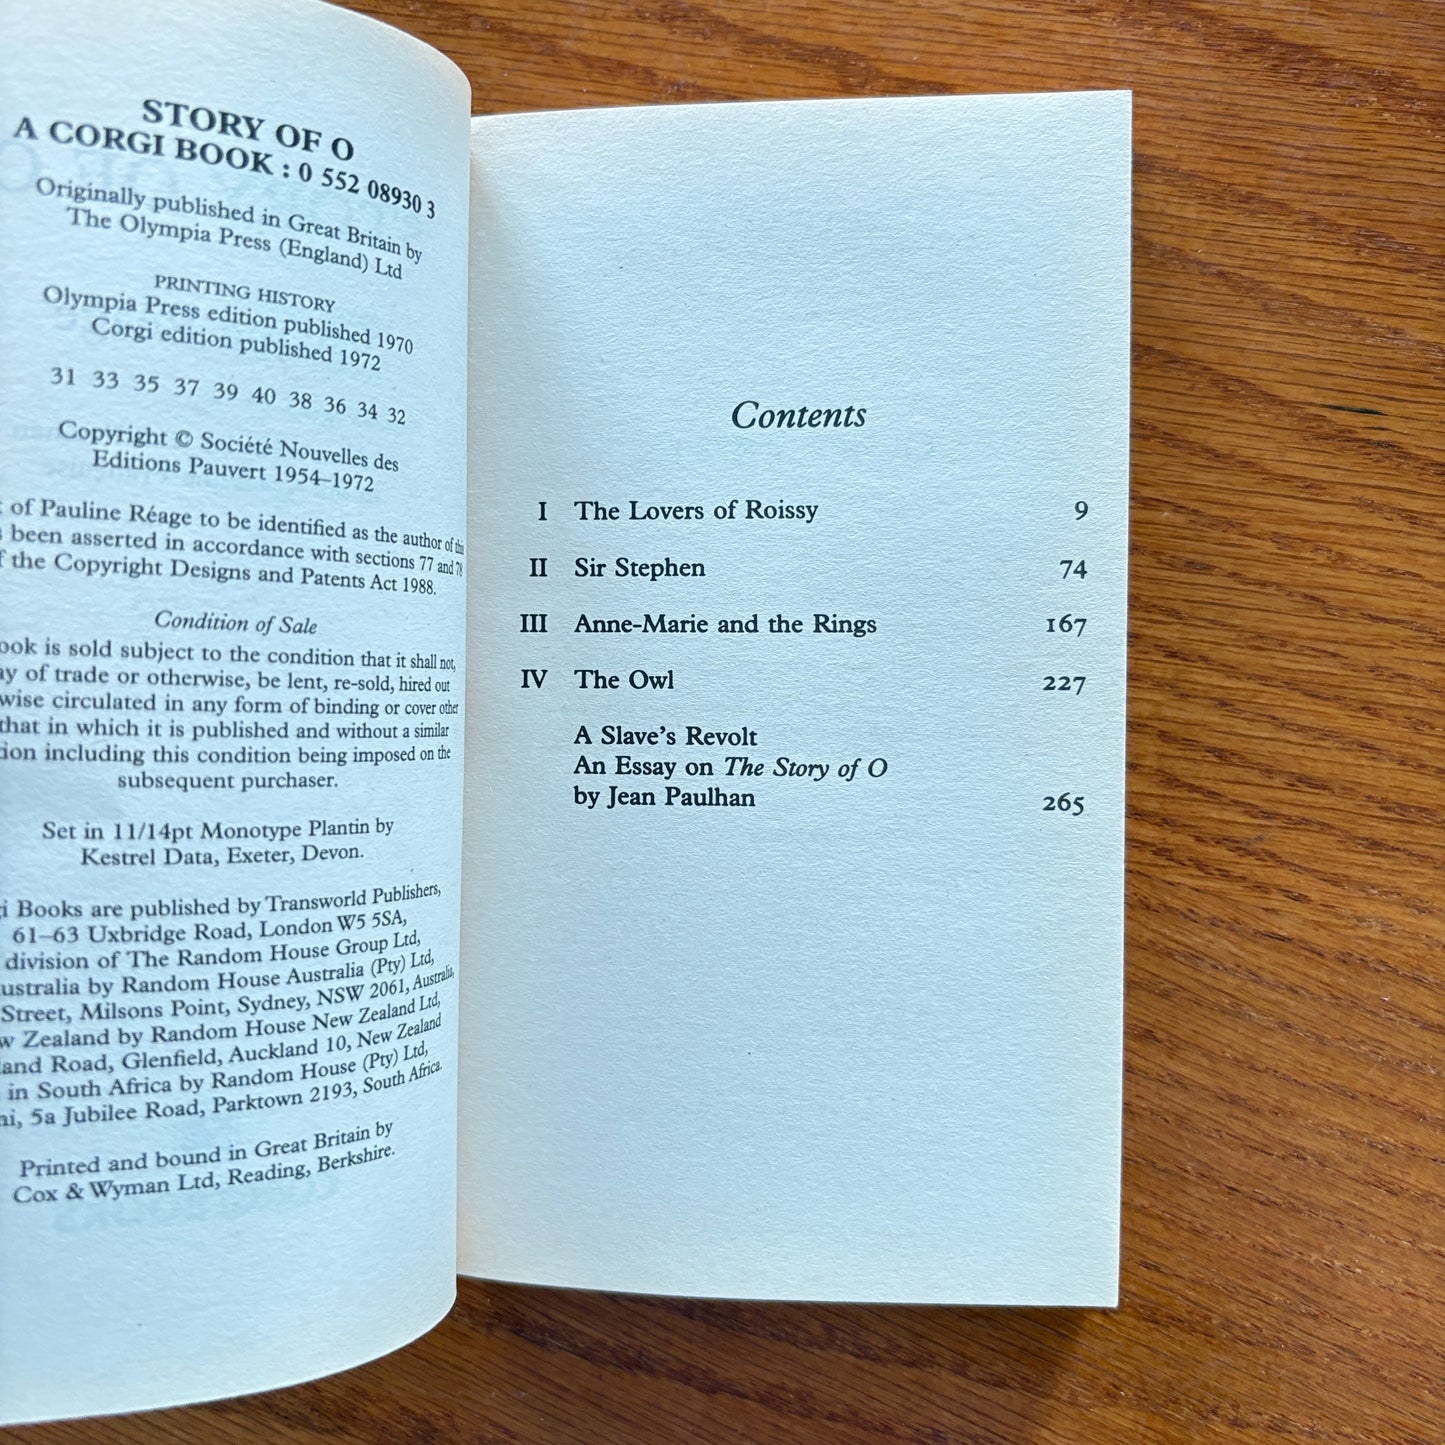 STORY OF O
A CORGI BOOK : 0 552 08930 3
Originally published in Great Britain by
The Olympia Press (England) Ltd
PRINTING HISTORY
Olympia Press edition published 1970
Corgi edition published 1972
31 33 35 37 39 40 38 36 34 32
Copyright © Société Nouvelles des
Editions Pauvert 1954–1972
of Pauline Réage to be identified as the author of this
been asserted in accordance with sections 77 and 78
the Copyright Designs and Patents Act 1988.
Condition of Sale
ook is sold subject to the condition that it shall not,
ay of trade or otherwise, be lent, re-sold, hired out
wise circulated in any form of binding or cover other
that in which it is published and without a similar
tion including this condition being imposed on the
subsequent purchaser.
Set in 11/14pt Monotype Plantin by
Kestrel Data, Exeter, Devon.
i Books are published by Transworld Publishers,
61–63 Uxbridge Road, London W5 5SA,
division of The Random House Group Ltd,
ustralia by Random House Australia (Pty) Ltd,
Street, Milsons Point, Sydney, NSW 2061, Australia,
w Zealand by Random House New Zealand Ltd,
land Road, Glenfield, Auckland 10, New Zealand
in South Africa by Random House (Pty) Ltd,
ni, 5a Jubilee Road, Parktown 2193, South Africa.
Printed and bound in Great Britain by
Cox & Wyman Ltd, Reading, Berkshire.
Contents
I The Lovers of Roissy 9
II Sir Stephen 74
III Anne-Marie and the Rings 167
IV The Owl 227
A Slave's Revolt
An Essay on The Story of O
by Jean Paulhan 265